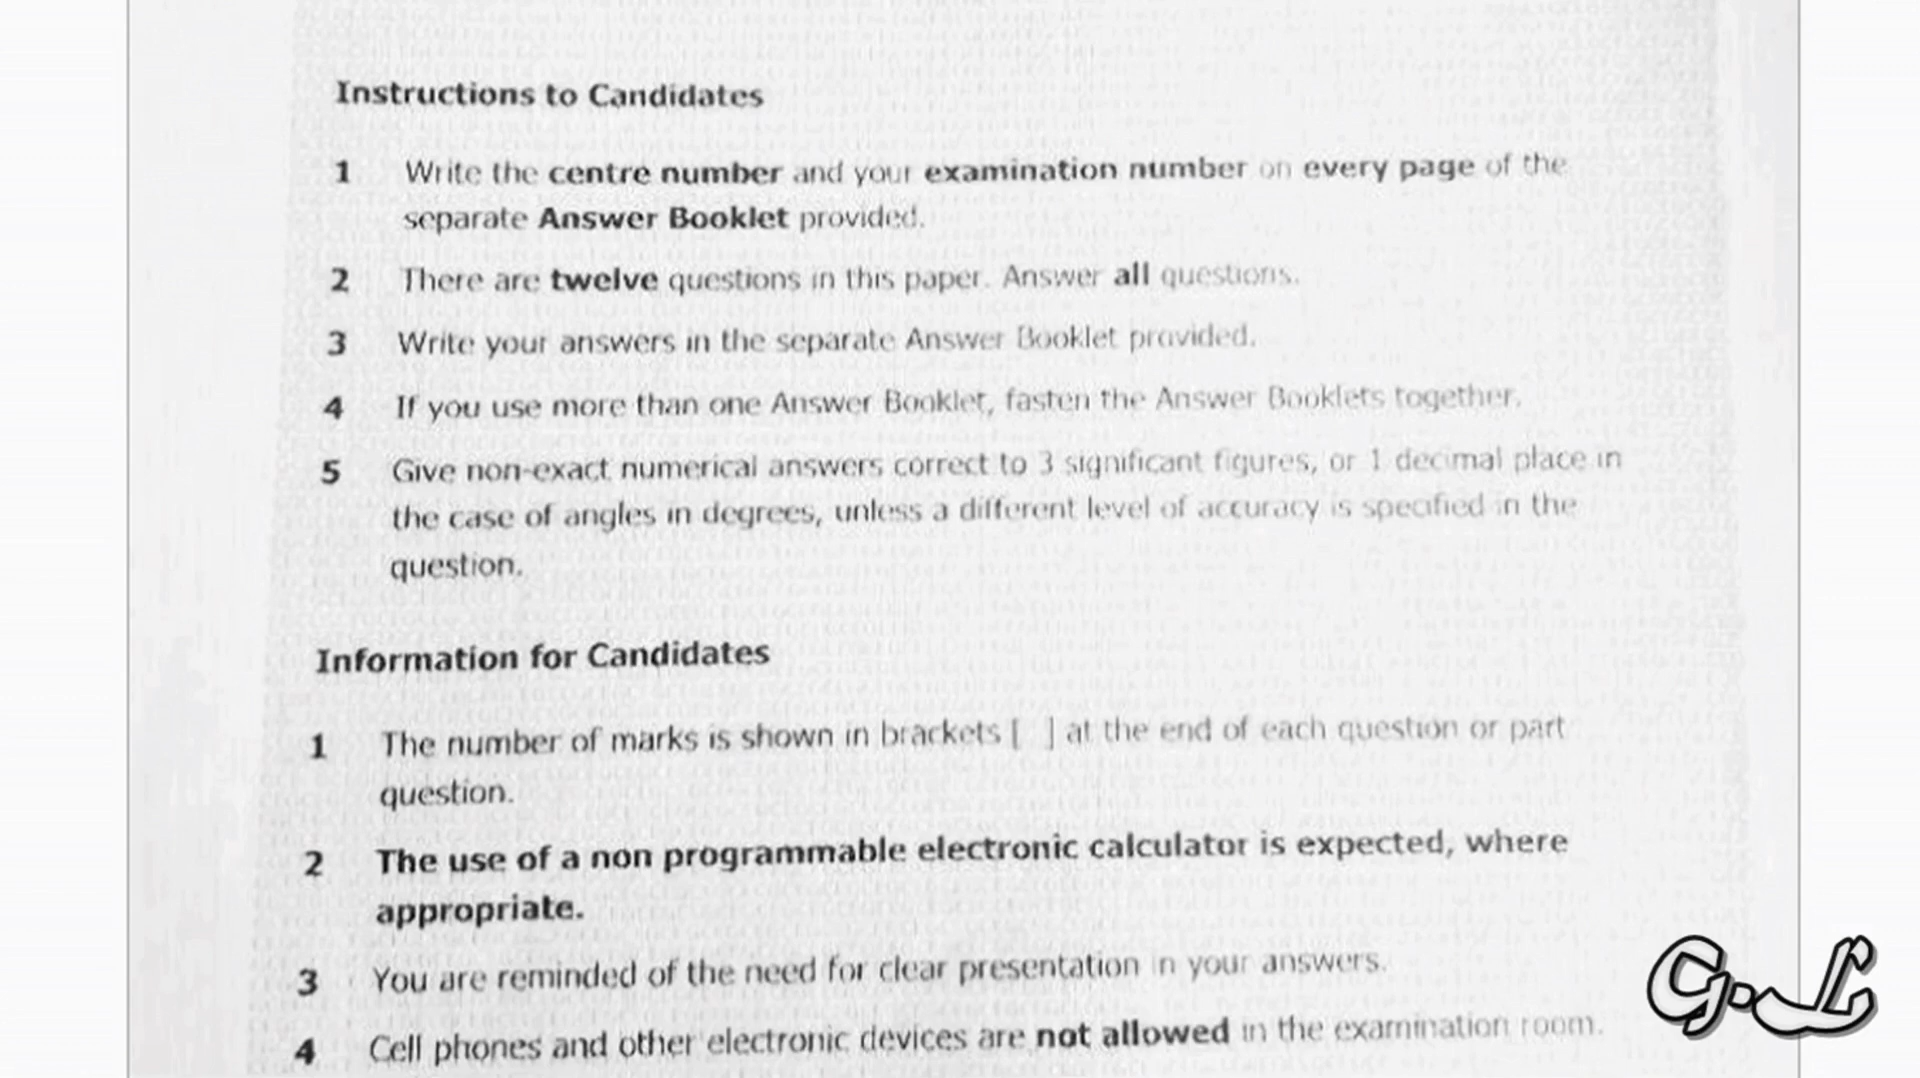 Instructions to Candidates
1 Write the centre number and your examination number on every page of the
separate Answer Booklet provided.
2 There are twelve questions in this paper. Answer all questions.
3 Write your answers in the separate Answer Booklet provided.
4 If you use more than one Answer Booklet, fasten the Answer Booklets together.
5 Give non-exact numerical answers correct to 3 significant figures, or 1 decimal place in
the case of angles in degrees, unless a different level of accuracy is specified in the
question.
Information for Candidates
1 The number of marks is shown in brackets [ ] at the end of each question or part
question.
2 The use of a non programmable electronic calculator is expected, where
appropriate.
3 You are reminded of the need for clear presentation in your answers.
4 Cell phones and other electronic devices are not allowed in the examination room.
G.L